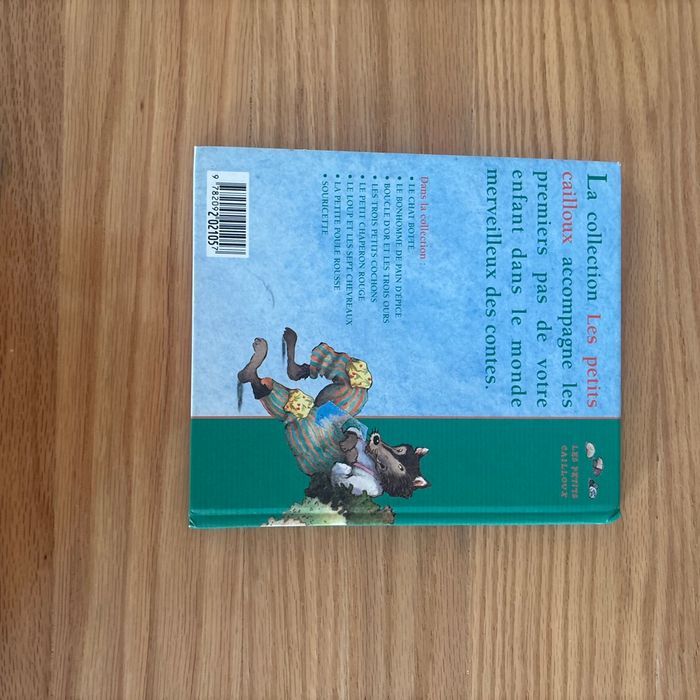 La collection Les petits
cailloux accompagne les
premiers pas de votre
enfant dans le monde
merveilleux des contes.
Dans la collection :
• LE CHAT BOTTÉ
• LE BONHOMME DE PAIN D'ÉPICE
• BOUCLE D'OR ET LES TROIS OURS
• LES TROIS PETITS COCHONS
• LE PETIT CHAPERON ROUGE
• LE LOUP ET LES SEPT CHEVREAUX
• LA PETITE POULE ROUSSE
• SOURICETTE
9 782092 021057
LES PETITS
CAILLOUX